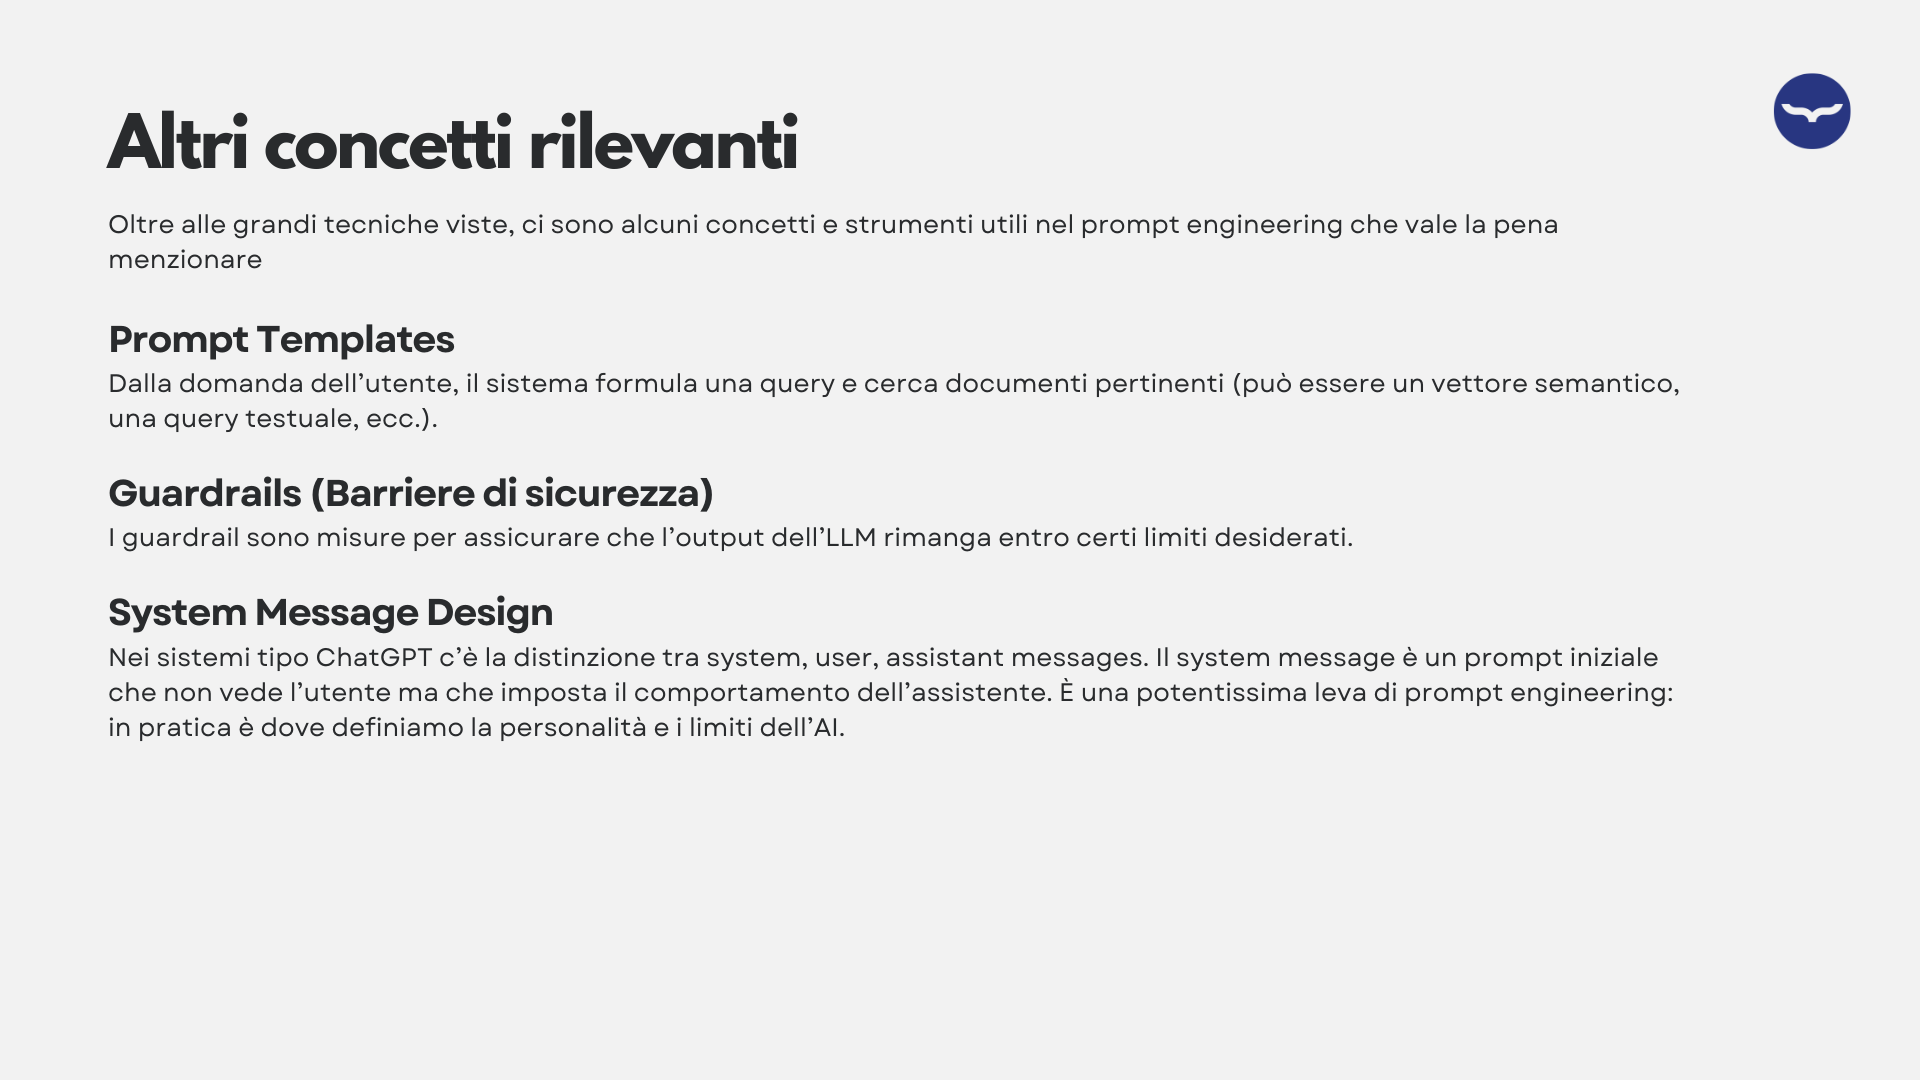 Altri concetti rilevanti
Oltre alle grandi tecniche viste, ci sono alcuni concetti e strumenti utili nel prompt engineering che vale la pena
menzionare
Prompt Templates
Dalla domanda dell’utente, il sistema formula una query e cerca documenti pertinenti (può essere un vettore semantico,
una query testuale, ecc.).
Guardrails (Barriere di sicurezza)
I guardrail sono misure per assicurare che l’output dell’LLM rimanga entro certi limiti desiderati.
System Message Design
Nei sistemi tipo ChatGPT c’è la distinzione tra system, user, assistant messages. Il system message è un prompt iniziale
che non vede l’utente ma che imposta il comportamento dell’assistente. È una potentissima leva di prompt engineering:
in pratica è dove definiamo la personalità e i limiti dell’AI.